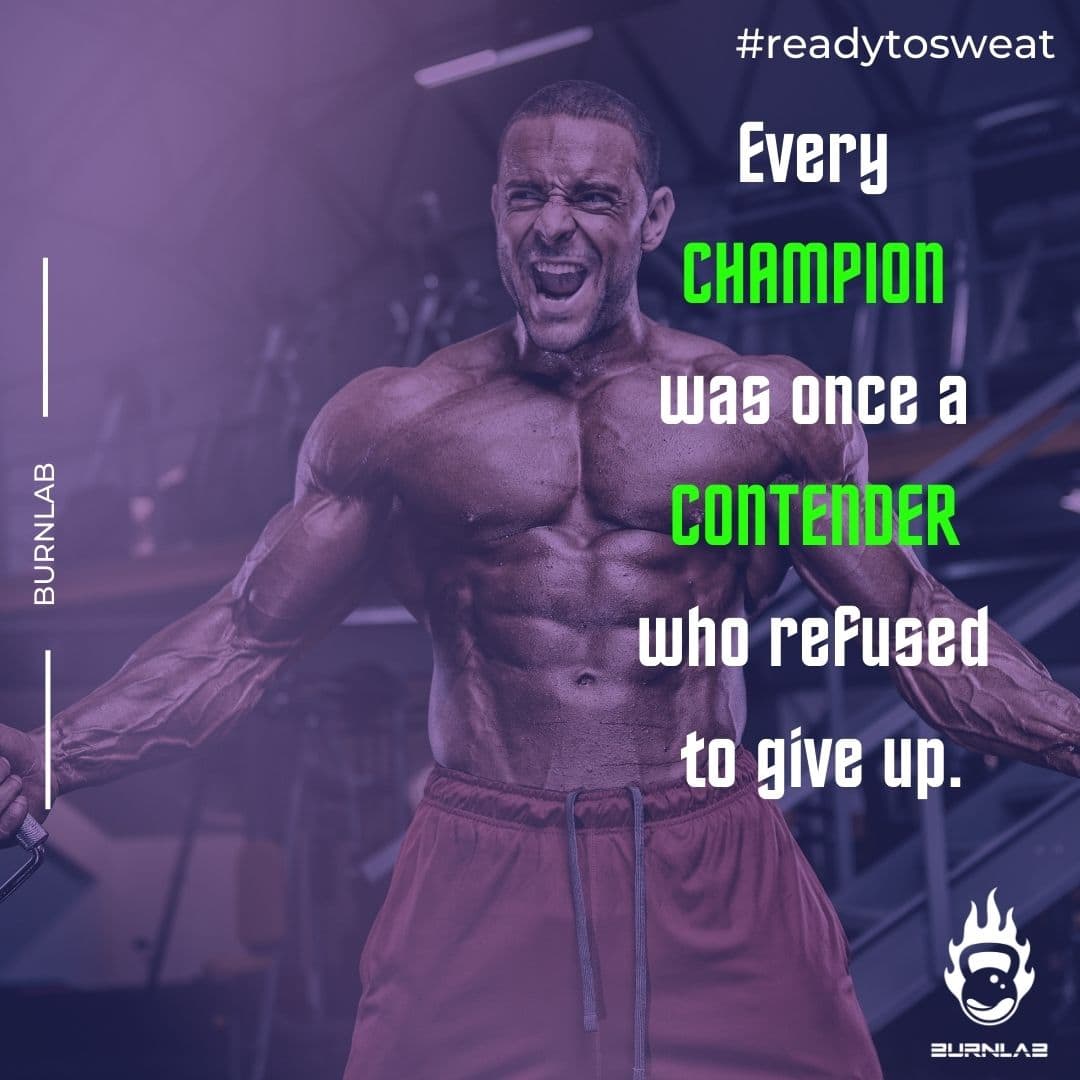 #readytosweat
Every
CHAMPION
was once a
CONTENDER
who refused
to give up.
BURNLAB
BURNLAB